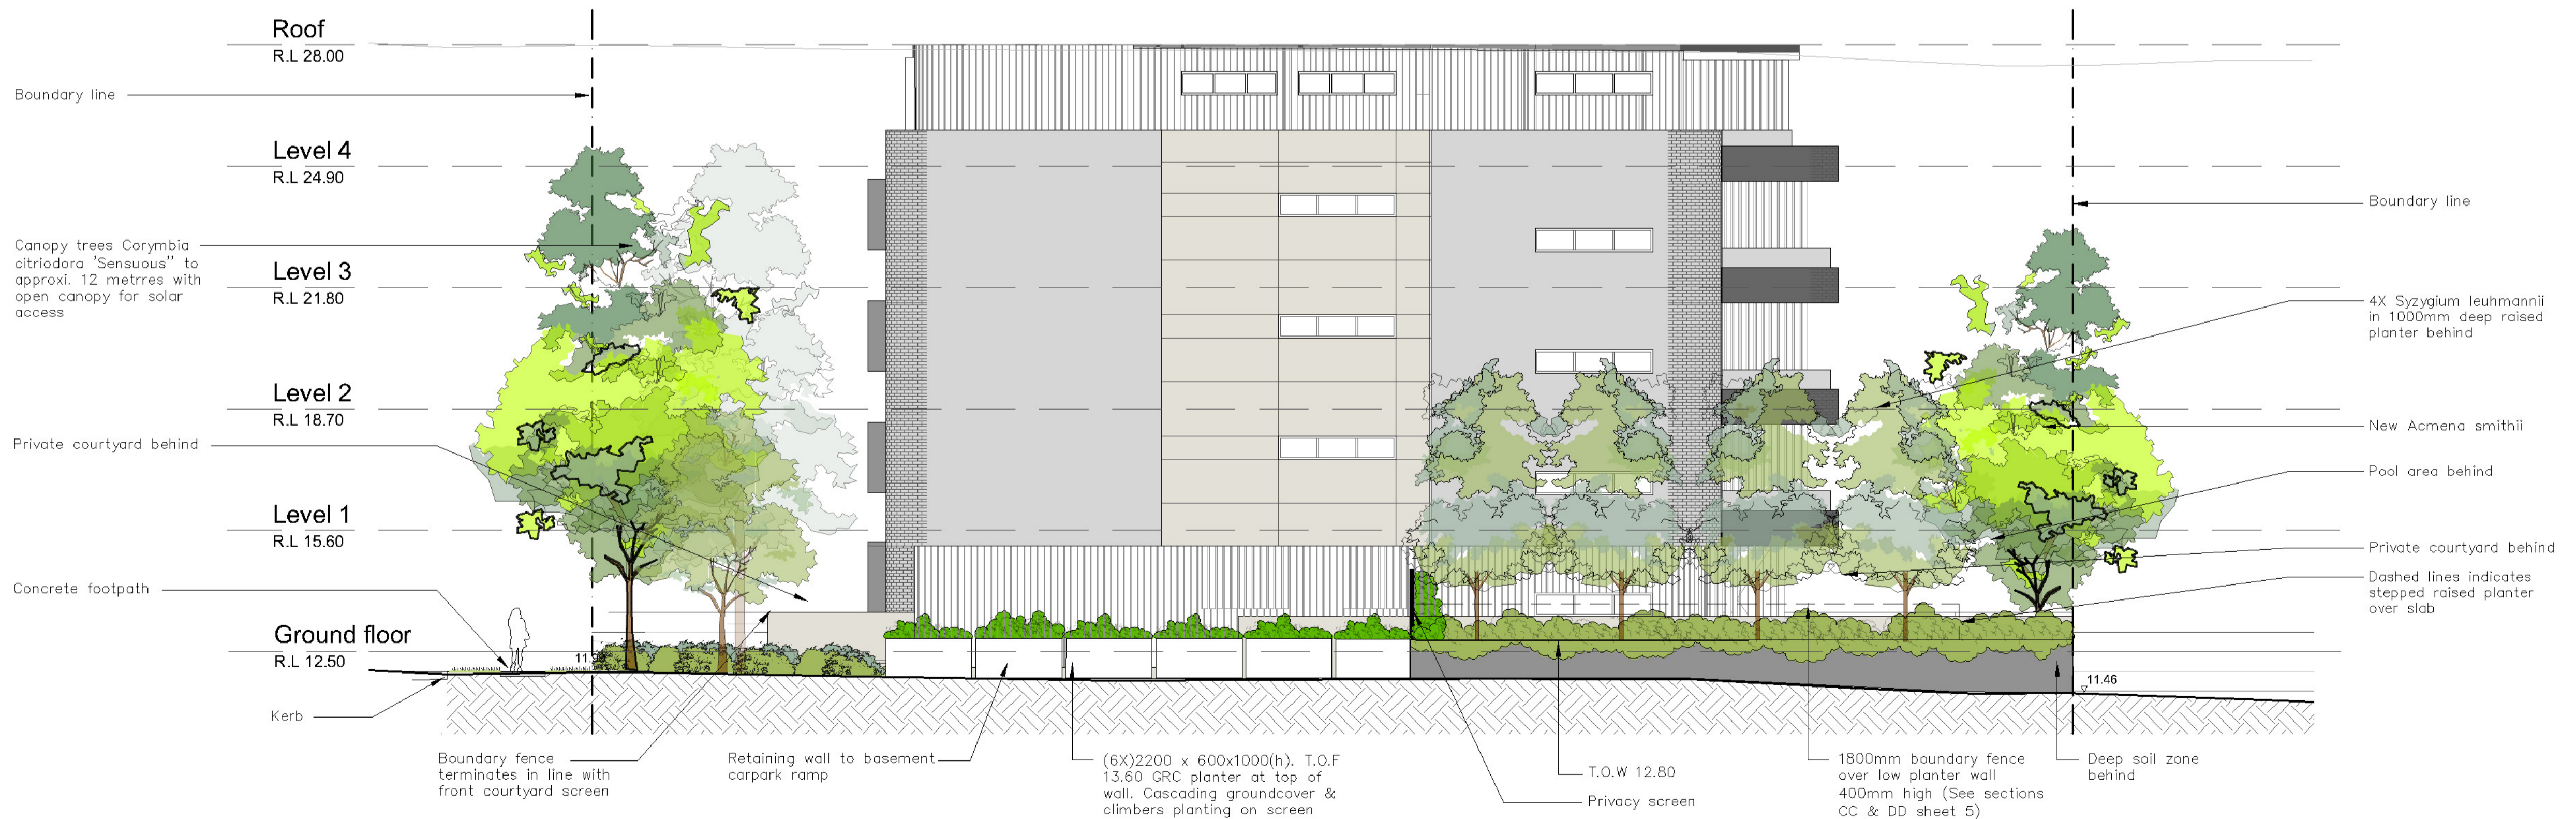 Roof
R.L 28.00
Boundary line
Level 4
R.L 24.90
Canopy trees Corymbia
citriodora 'Sensuous" to
approxi. 12 metrres with
open canopy for solar
access
Level 3
R.L 21.80
Level 2
R.L 18.70
Private courtyard behind
Level 1
R.L 15.60
Concrete footpath
Ground floor
R.L 12.50
Kerb
Boundary fence
terminates in line with
front courtyard screen
Retaining wall to basement
carpark ramp
(6X)2200 x 600x1000(h). T.O.F
13.60 GRC planter at top of
wall. Cascading groundcover &
climbers planting on screen
T.O.W 12.80
Privacy screen
1800mm boundary fence
over low planter wall
400mm high (See sections
CC & DD sheet 5)
Deep soil zone
behind
11.46
Boundary line
4X Syzygium leuhmannii
in 1000mm deep raised
planter behind
New Acmena smithii
Pool area behind
Private courtyard behind
Dashed lines indicates
stepped raised planter
over slab